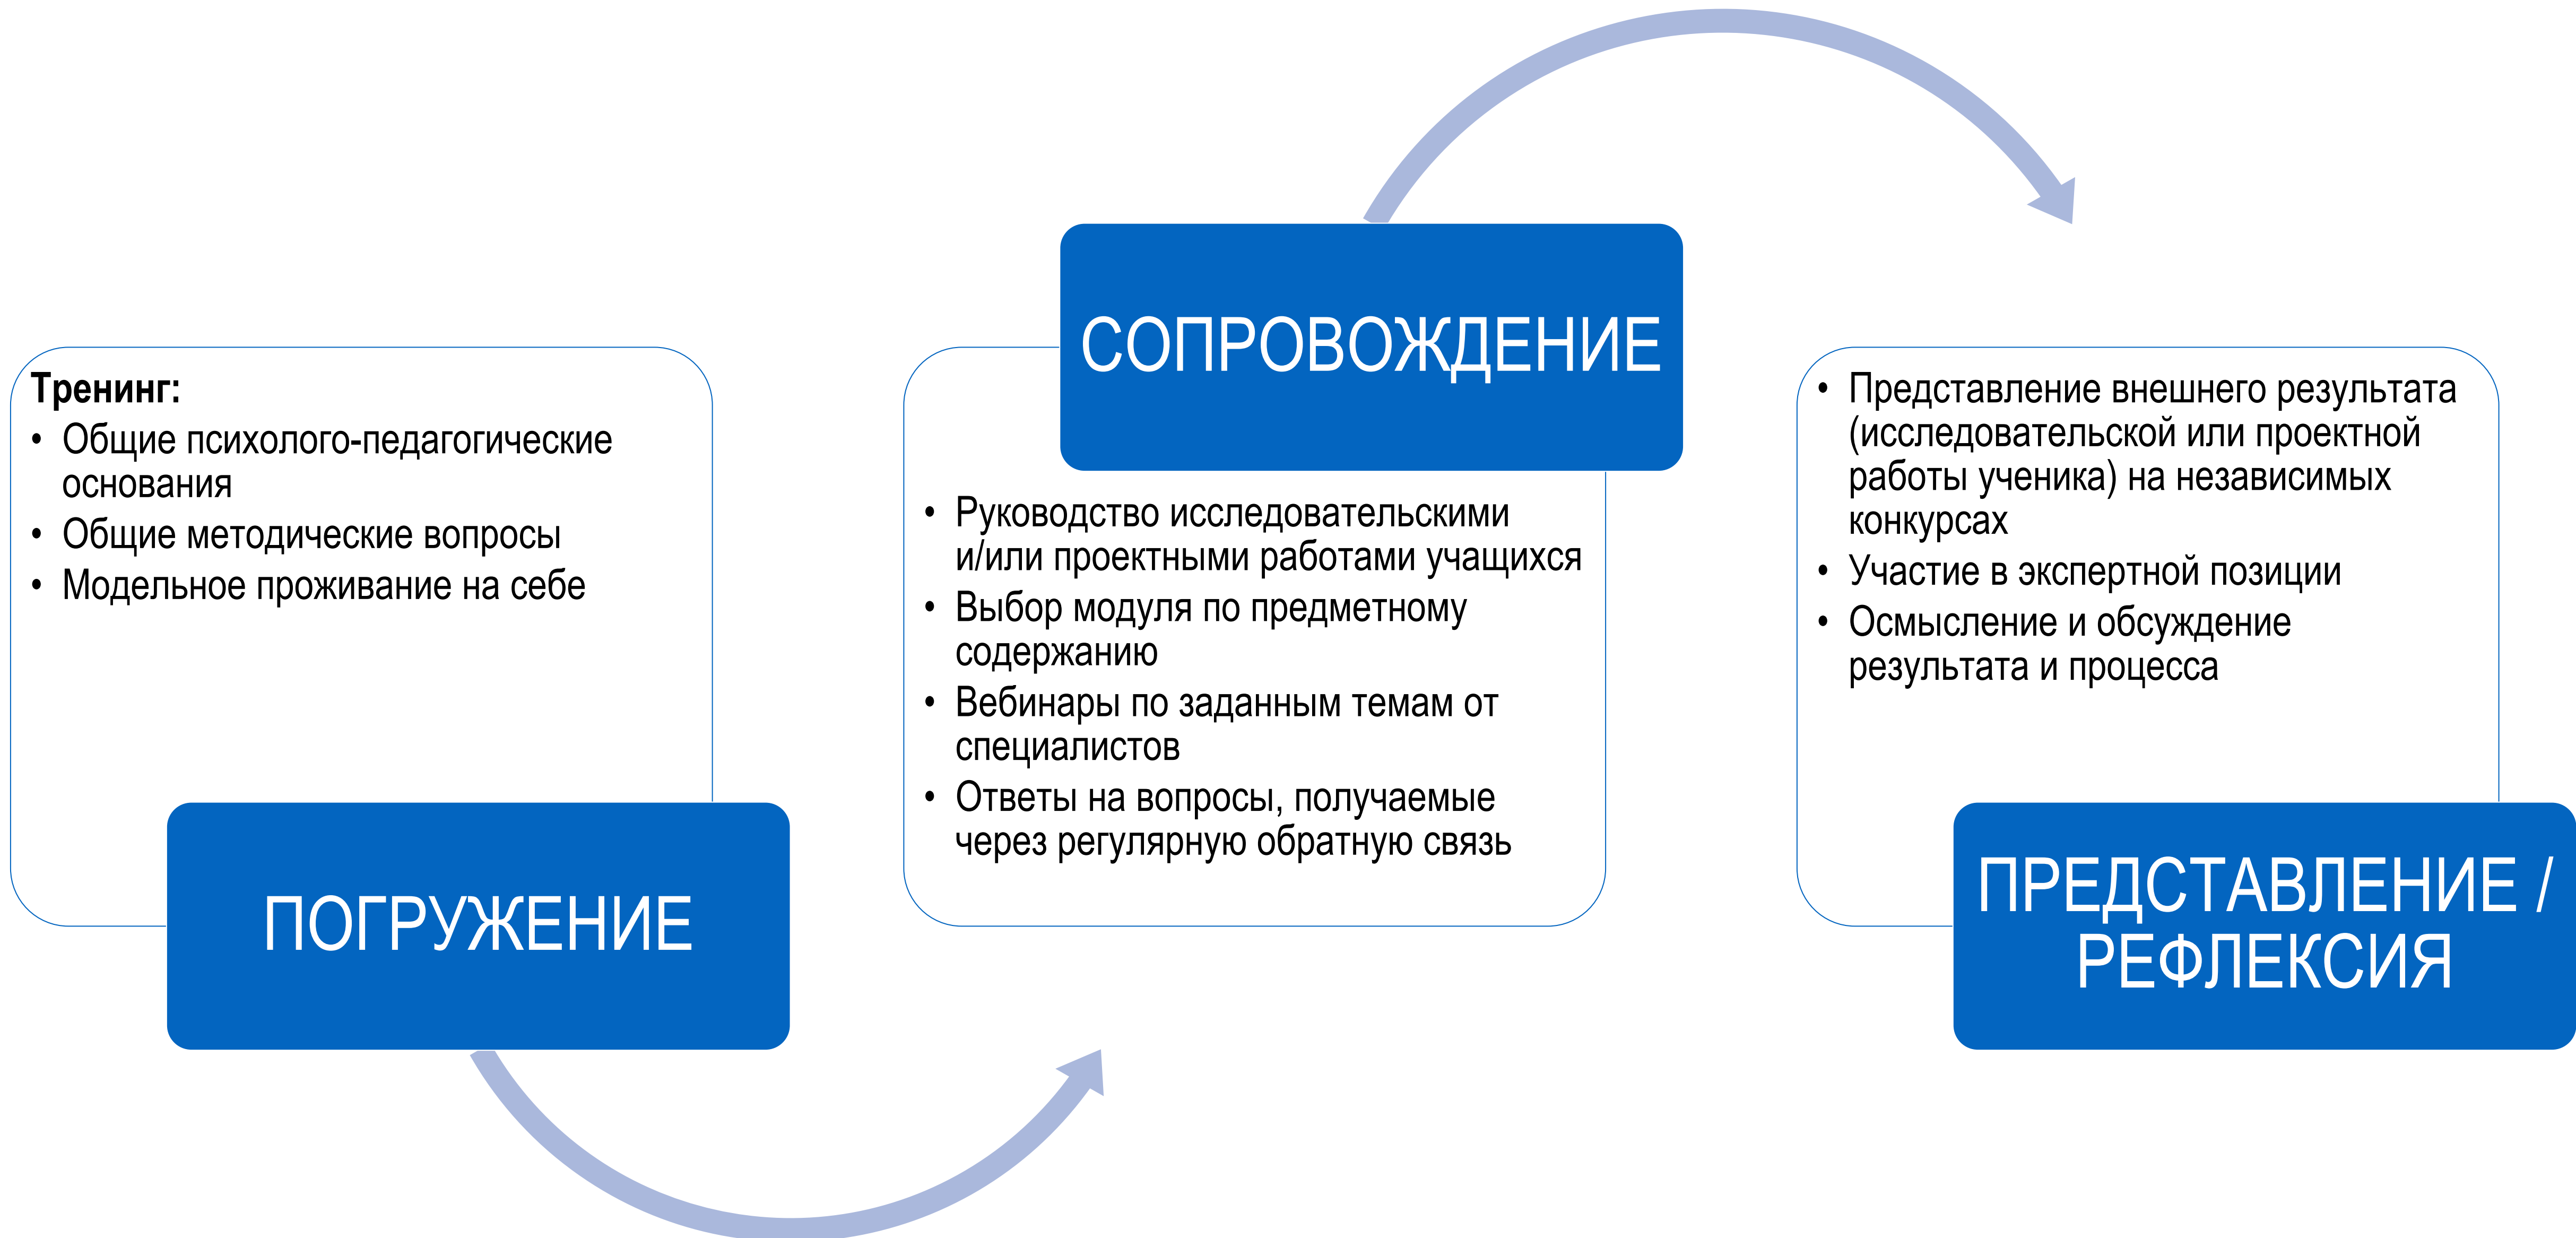 Тренинг:
• Общие психолого-педагогические
основания
• Общие методические вопросы
• Модельное проживание на себе
ПОГРУЖЕНИЕ
СОПРОВОЖДЕНИЕ
• Руководство исследовательскими
и/или проектными работами учащихся
• Выбор модуля по предметному
содержанию
• Вебинары по заданным темам от
специалистов
• Ответы на вопросы, получаемые
через регулярную обратную связь
• Представление внешнего результата
(исследовательской или проектной
работы ученика) на независимых
конкурсах
• Участие в экспертной позиции
• Осмысление и обсуждение
результата и процесса
ПРЕДСТАВЛЕНИЕ /
РЕФЛЕКСИЯ